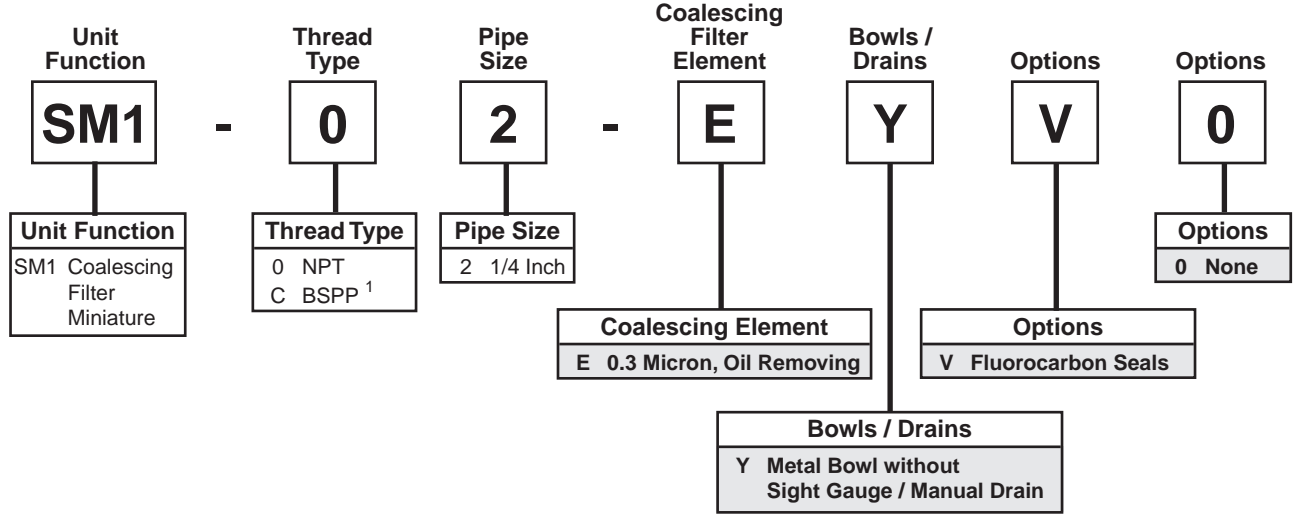 Unit
Function
Thread
Type
Pipe
Size
Coalescing
Filter
Element
Bowls /
Drains
Options
Options
SM1 - 0 2 - E Y V 0
Unit Function
SM1 Coalescing
Filter
Miniature
Thread Type
0 NPT
C BSPP 1
Pipe Size
2 1/4 Inch
Options
0 None
Coalescing Element
E 0.3 Micron, Oil Removing
Options
V Fluorocarbon Seals
Bowls / Drains
Y Metal Bowl without
Sight Gauge / Manual Drain